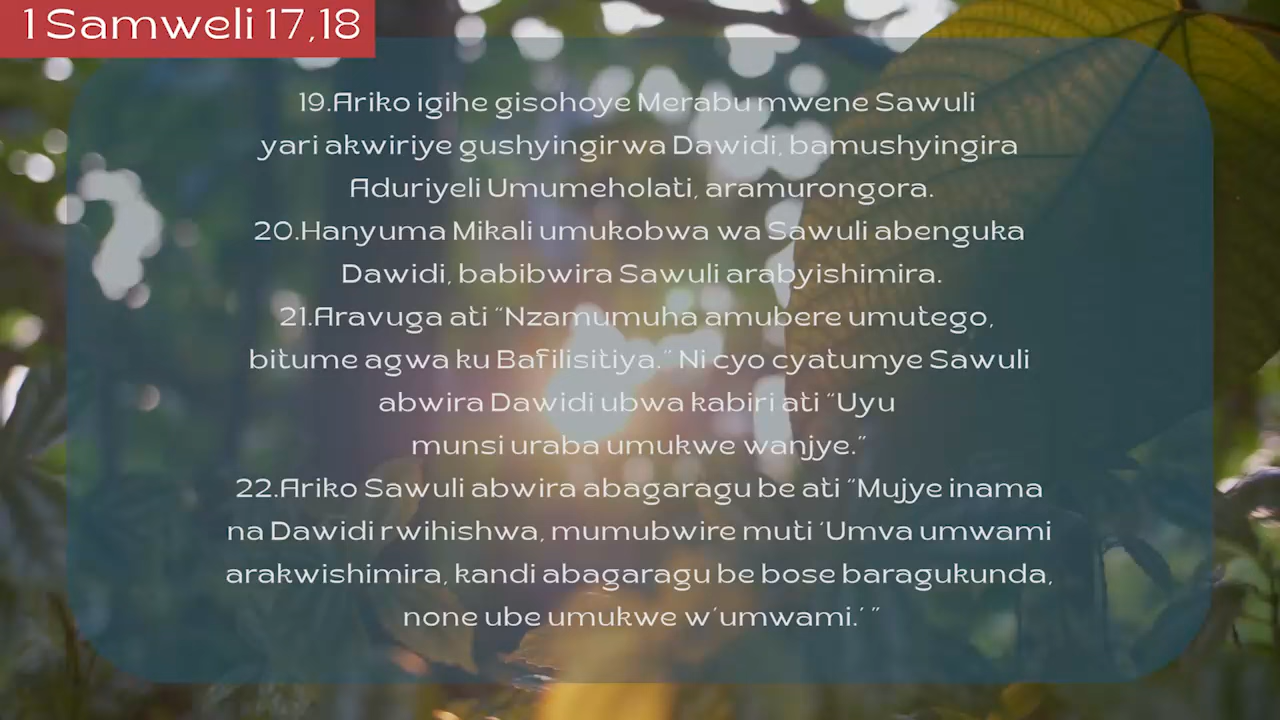 1 Samweli 17,18
19.Ariko igihe gisohoye Merabu mwene Sawuli
yari akwiriye gushyingirwa Dawidi, bamushyingira
Aduriyeli Umumeholati, aramurongora.
20.Hanyuma Mikali umukobwa wa Sawuli abenguka
Dawidi, babibwira Sawuli arabyishimira.
21.Aravuga ati “Nzamumuha amubere umutego,
bitume agwa ku Bafilisitiya.” Ni cyo cyatumye Sawuli
abwira Dawidi ubwa kabiri ati “Uyu
munsi uraba umukwe wanjye.”
22.Ariko Sawuli abwira abagaragu be ati “Mujye inama
na Dawidi rwihishwa, mumubwire muti ‘Umva umwami
arakwishimira, kandi abagaragu be bose baragukunda,
none ube umukwe w’umwami.’ ”